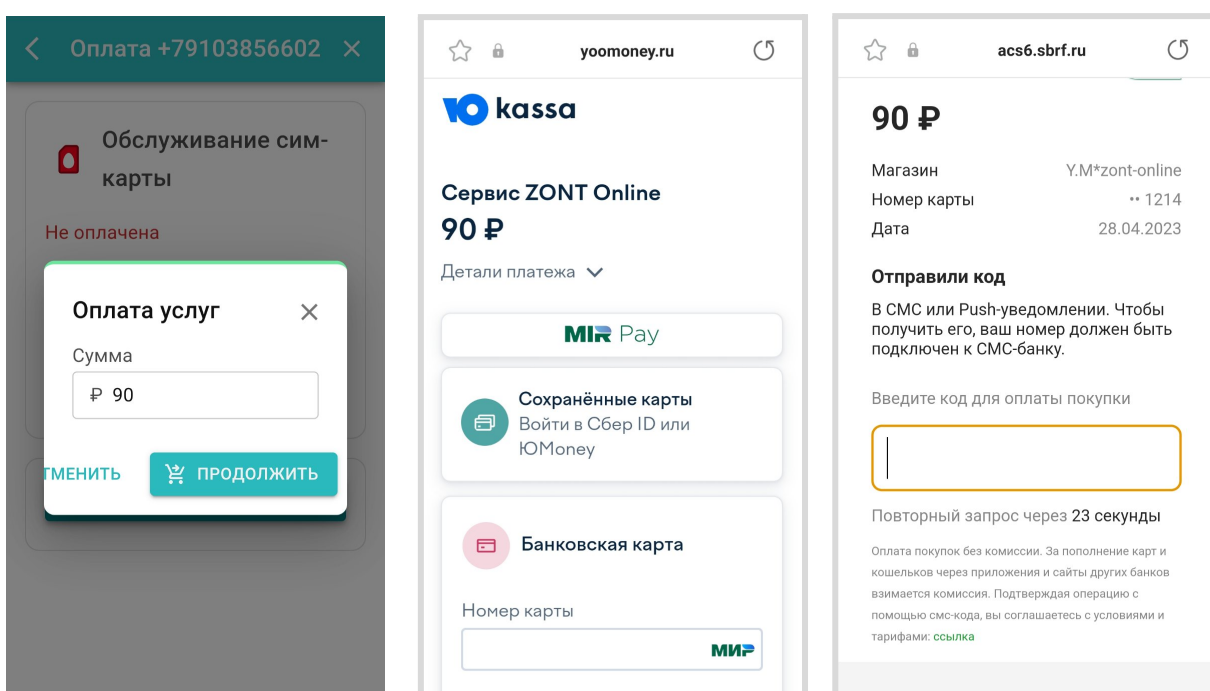 Оплата +79103856602
Обслуживание сим-
карты
Не оплачена
Оплата услуг
Сумма
₽ 90
ТМЕНИТЬ
ПРОДОЛЖИТЬ
yoomoney.ru
Ю kassa
Сервис ZONT Online
90 ₽
Детали платежа
MIR Pay
Сохранённые карты
Войти в Сбер ID или
ЮMoney
Банковская карта
Номер карты
МИР
acs6.sbrf.ru
90 ₽
Магазин Y.M*zont-online
Номер карты •• 1214
Дата 28.04.2023
Отправили код
В СМС или Push-уведомлении. Чтобы
получить его, ваш номер должен быть
подключен к СМС-банку.
Введите код для оплаты покупки
Повторный запрос через 23 секунды
Оплата покупок без комиссии. За пополнение карт и
кошельков через приложения и сайты других банков
взимается комиссия. Подтверждая операцию с
помощью смс-кода, вы соглашаетесь с условиями и
тарифами: ссылка